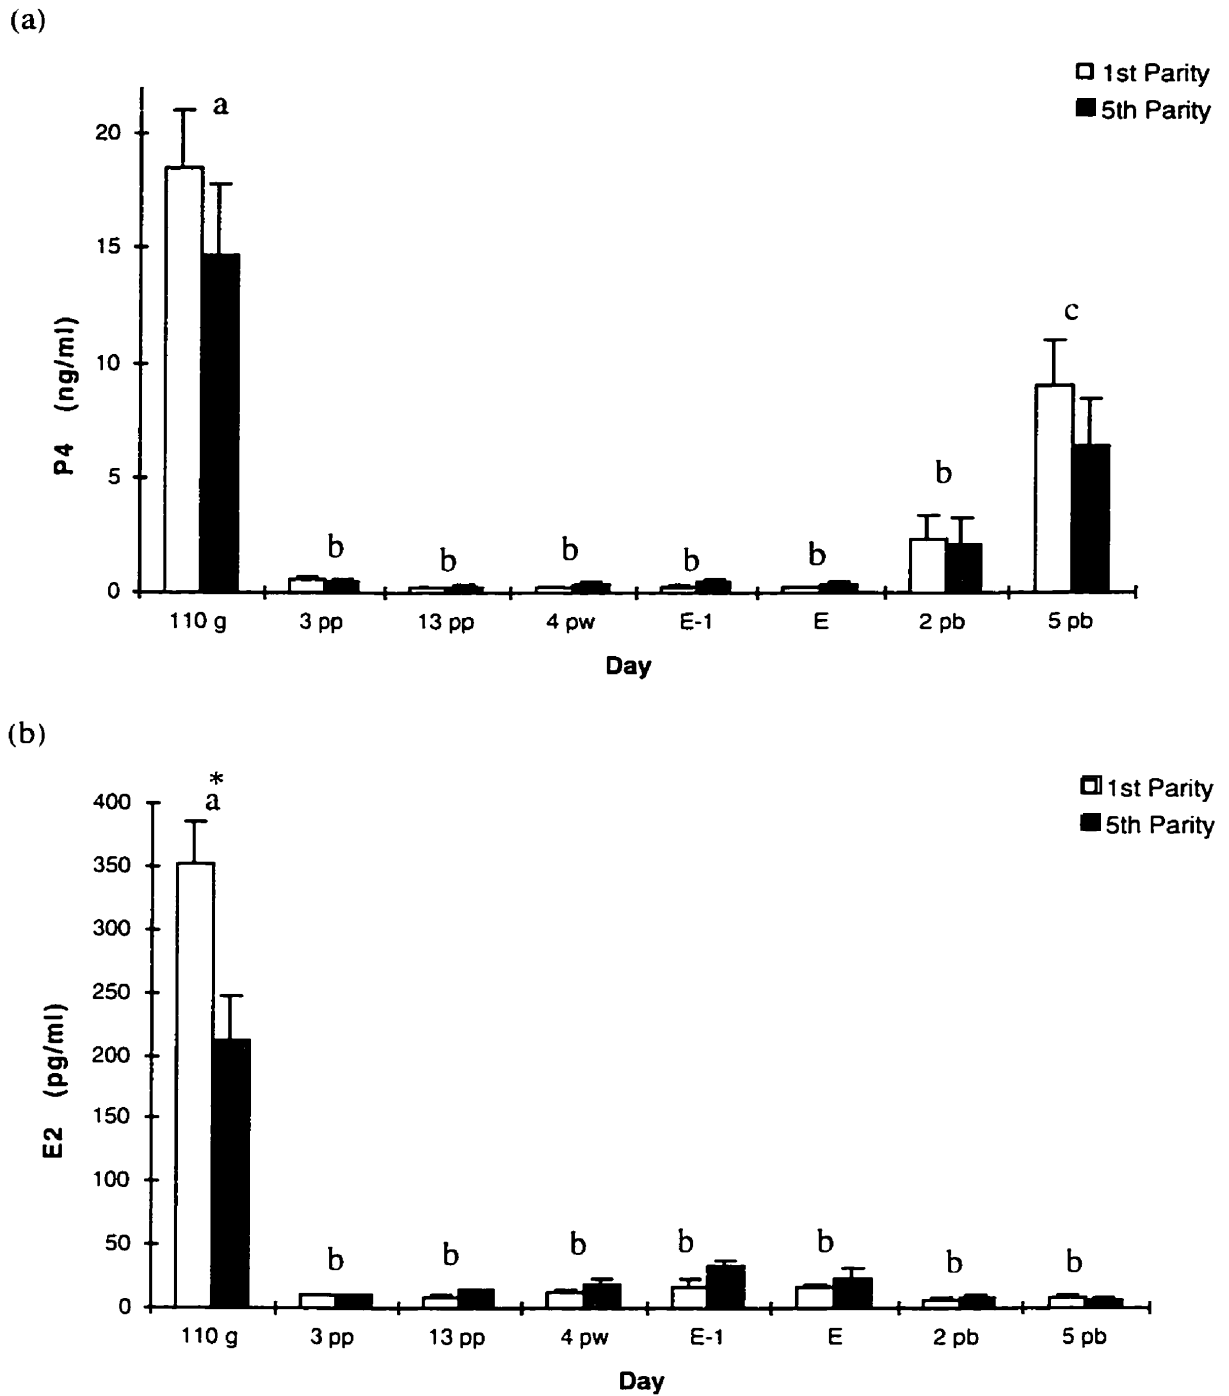 (a)
1st Parity
5th Parity
a
20
15
c
10
P4 (ng/ml)
5
b
b b b b b
0
110 g 3 pp 13 pp 4 pw E-1 E 2 pb 5 pb
Day
(b)
*
1st Parity
400 a
5th Parity
350
300
250
E2 (pg/ml)
200
150
100
50
b b b b b b b
0
110 g 3 pp 13 pp 4 pw E-1 E 2 pb 5 pb
Day